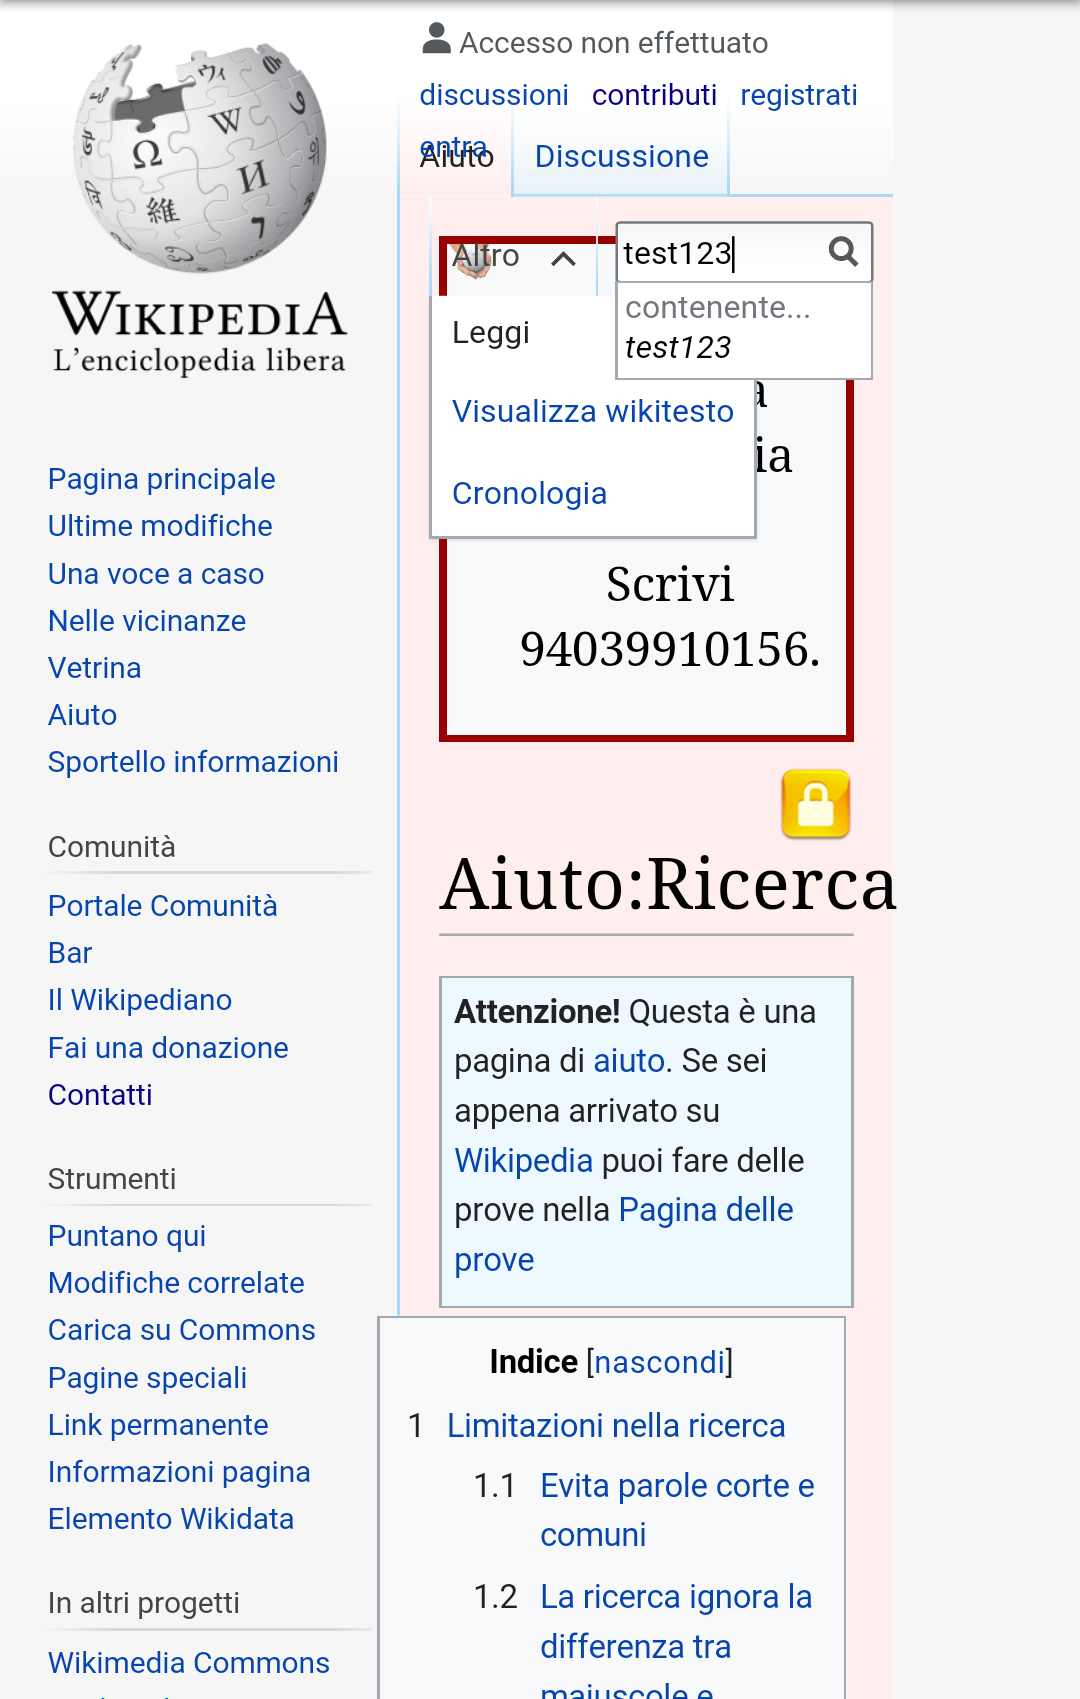 WIKIPEDIA
L'enciclopedia libera
Accesso non effettuato
discussioni contributi registrati
entra
Aiuto Discussione
Altro
test123
contenente...
test123
Leggi
Visualizza wikitesto
Cronologia
Scrivi
94039910156.
Pagina principale
Ultime modifiche
Una voce a caso
Nelle vicinanze
Vetrina
Aiuto
Sportello informazioni
Comunità
Portale Comunità
Bar
Il Wikipediano
Fai una donazione
Contatti
Strumenti
Puntano qui
Modifiche correlate
Carica su Commons
Pagine speciali
Link permanente
Informazioni pagina
Elemento Wikidata
In altri progetti
Wikimedia Commons
Aiuto:Ricerca
Attenzione! Questa è una
pagina di aiuto. Se sei
appena arrivato su
Wikipedia puoi fare delle
prove nella Pagina delle
prove
Indice [nascondi]
1 Limitazioni nella ricerca
1.1 Evita parole corte e
comuni
1.2 La ricerca ignora la
differenza tra
maiuscole e